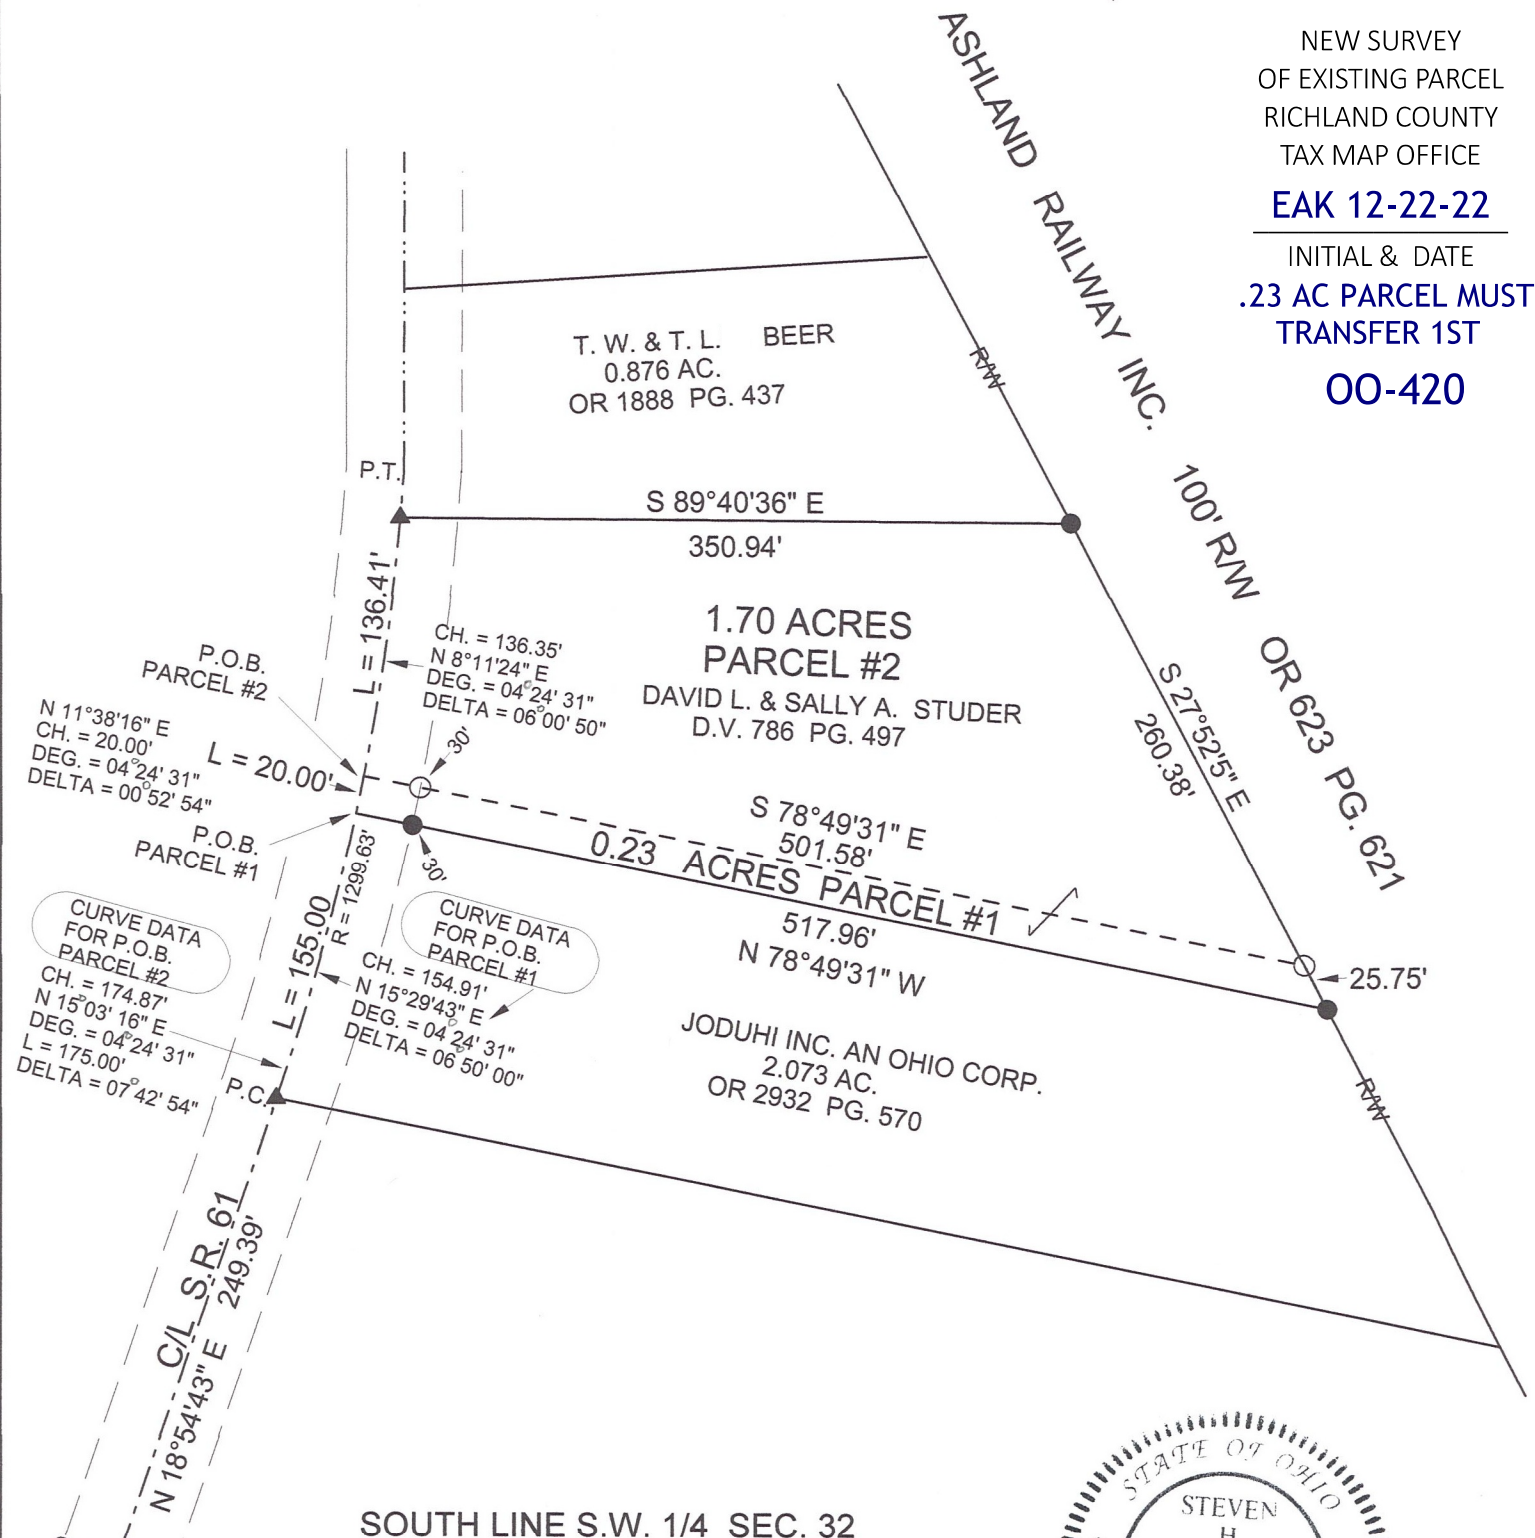 NEW SURVEY
OF EXISTING PARCEL
RICHLAND COUNTY
TAX MAP OFFICE
EAK 12-22-22
INITIAL & DATE
.23 AC PARCEL MUST
TRANSFER 1ST
OO-420
ASHLAND RAILWAY INC. 100' R/W OR 623 PG. 621
T. W. & T. L. BEER
0.876 AC.
OR 1888 PG. 437
R/W
P.T.
S 89°40'36" E
350.94'
L = 136.41'
CH. = 136.35'
N 8°11'24" E
DEG. = 04°24' 31"
DELTA = 06°00' 50"
1.70 ACRES
PARCEL #2
DAVID L. & SALLY A. STUDER
D.V. 786 PG. 497
S 27°52'5" E
260.38'
P.O.B.
PARCEL #2
N 11°38'16" E
CH. = 20.00'
DEG. = 04°24' 31"
DELTA = 00°52' 54"
L = 20.00'
30'
P.O.B.
PARCEL #1
30'
S 78°49'31" E
501.58'
0.23 ACRES PARCEL #1
517.96'
N 78°49'31" W
25.75'
R = 1299.63'
L = 155.00
CURVE DATA
FOR P.O.B.
PARCEL #2
CH. = 174.87'
N 15°03' 16" E
DEG. = 04°24' 31"
L = 175.00'
DELTA = 07°42' 54"
CURVE DATA
FOR P.O.B.
PARCEL #1
CH. = 154.91'
N 15°29'43" E
DEG. = 04°24' 31"
DELTA = 06°50' 00"
JODUHI INC. AN OHIO CORP.
2.073 AC.
OR 2932 PG. 570
R/W
P.C.
C/L S.R. 61
249.39'
N 18°54'43" E
SOUTH LINE S.W. 1/4 SEC. 32
STATE OF OHIO
STEVEN
H